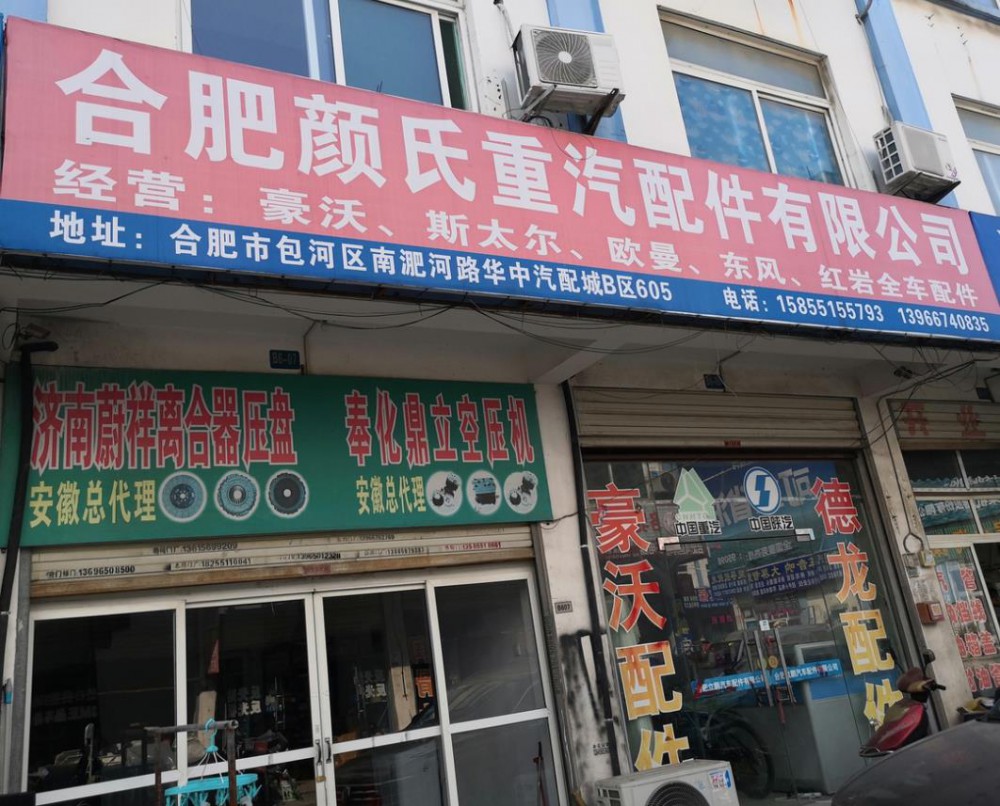 合肥颜氏重汽配件有限公司
经营：豪沃、斯太尔、欧曼、东风、红岩全车配件
地址：合肥市包河区南淝河路华中汽配城B区605
电话：15855155793 13966740835
济南蔚祥离合器压盘
奉化鼎立空压机
安徽总代理
安徽总代理
13696508500
18255118041
豪沃配件
中国重汽
中国陕汽
德龙配件